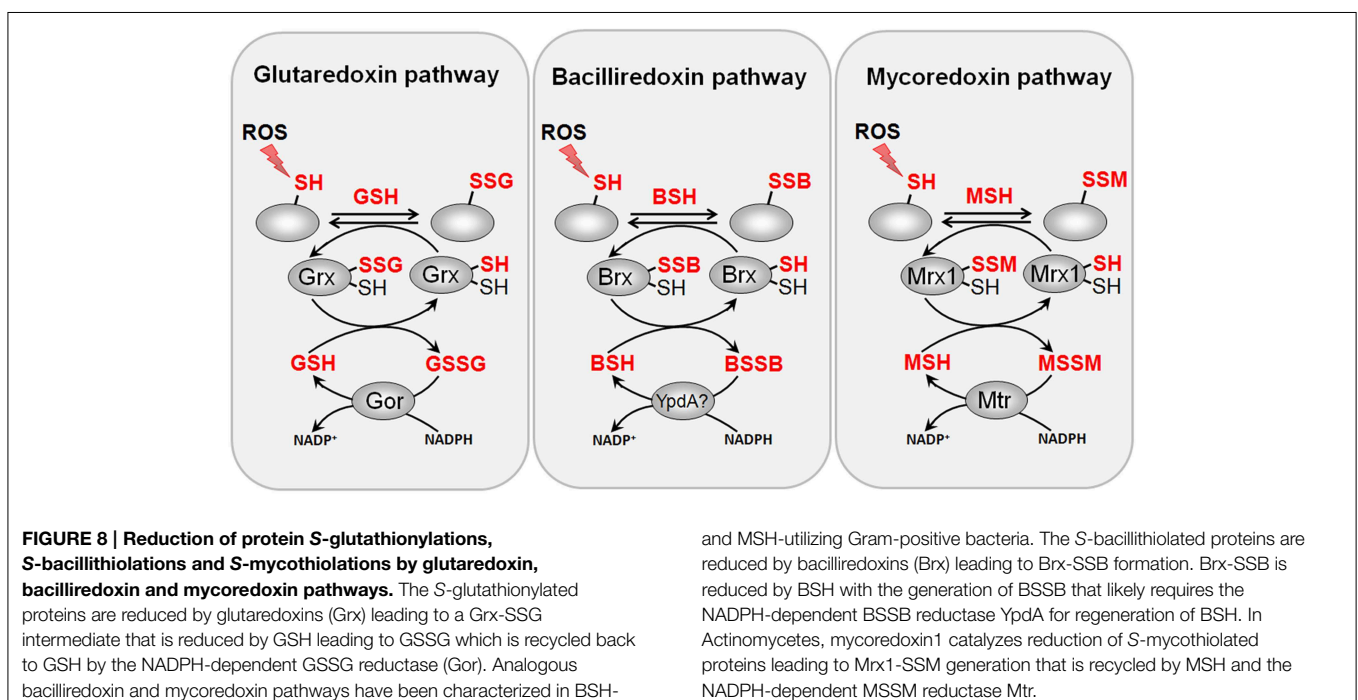 Glutaredoxin pathway
ROS
SH
GSH
SSG
Grx
SSG
SH
Grx
SH
SH
GSH
GSSG
Gor
NADP⁺
NADPH
Bacilliredoxin pathway
ROS
SH
BSH
SSB
Brx
SSB
SH
Brx
SH
SH
BSH
BSSB
YpdA?
NADP⁺
NADPH
Mycoredoxin pathway
ROS
SH
MSH
SSM
Mrx1
SSM
SH
Mrx1
SH
SH
MSH
MSSM
Mtr
NADP⁺
NADPH
FIGURE 8 | Reduction of protein S-glutathionylations,
S-bacillithiolations and S-mycothiolations by glutaredoxin,
bacilliredoxin and mycoredoxin pathways. The S-glutathionylated
proteins are reduced by glutaredoxins (Grx) leading to a Grx-SSG
intermediate that is reduced by GSH leading to GSSG which is recycled back
to GSH by the NADPH-dependent GSSG reductase (Gor). Analogous
bacilliredoxin and mycoredoxin pathways have been characterized in BSH-
and MSH-utilizing Gram-positive bacteria. The S-bacillithiolated proteins are
reduced by bacilliredoxins (Brx) leading to Brx-SSB formation. Brx-SSB is
reduced by BSH with the generation of BSSB that likely requires the
NADPH-dependent BSSB reductase YpdA for regeneration of BSH. In
Actinomycetes, mycoredoxin1 catalyzes reduction of S-mycothiolated
proteins leading to Mrx1-SSM generation that is recycled by MSH and the
NADPH-dependent MSSM reductase Mtr.